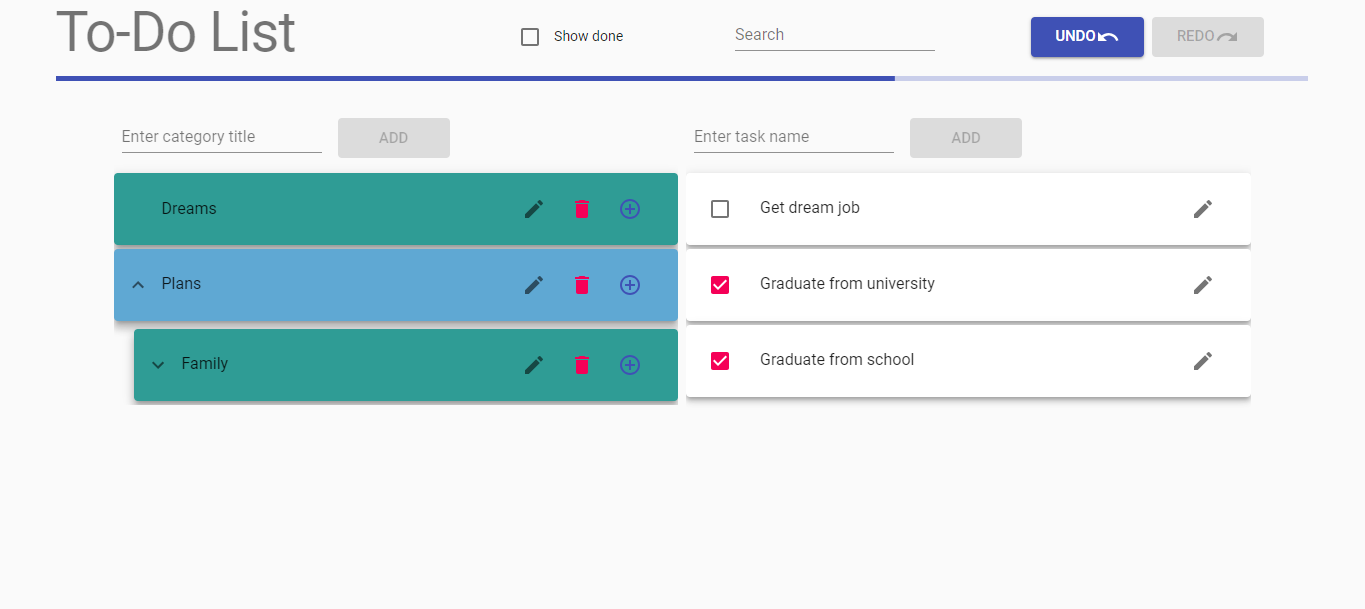 To-Do List
Show done
Search
UNDO
REDO
Enter category title
ADD
Enter task name
ADD
Dreams
Plans
Family
Get dream job
Graduate from university
Graduate from school